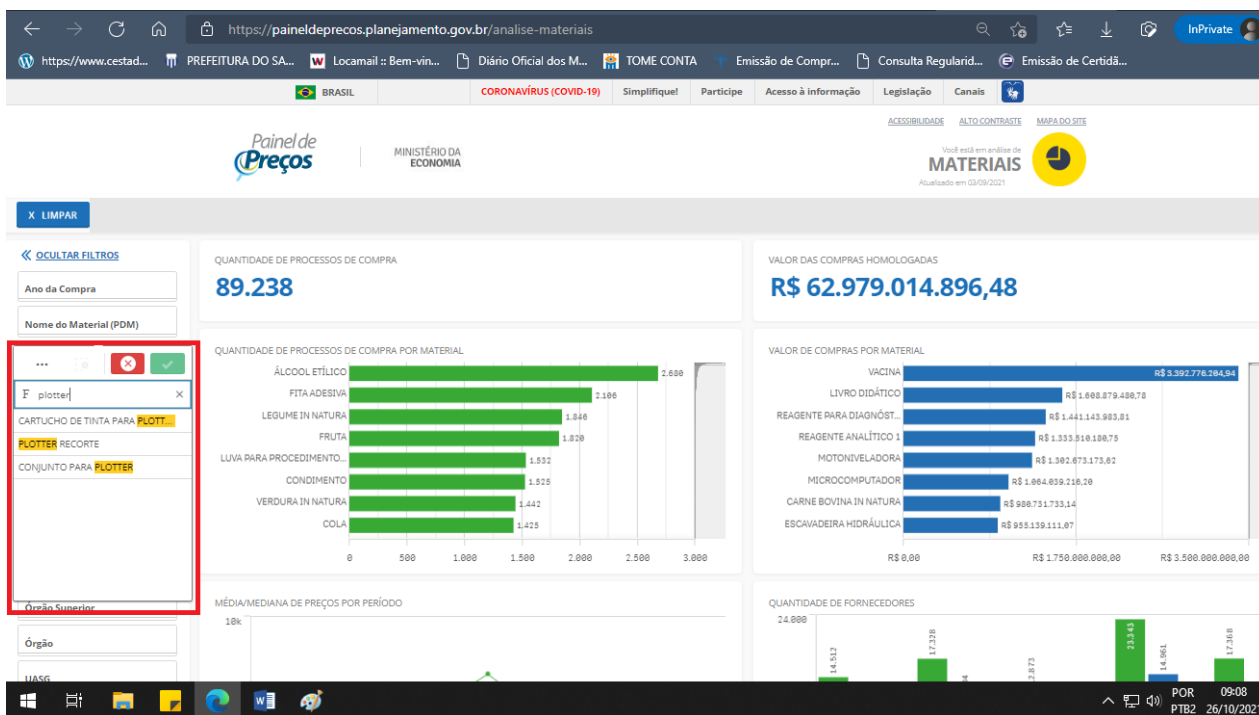 https://paineldeprecos.planejamento.gov.br/analise-materiais
InPrivate
https://www.cestad... PREFEITURA DO SA... Locamail :: Bem-vin... Diário Oficial dos M... TOME CONTA Emissão de Compr... Consulta Regularid... Emissão de Certidã...
BRASIL CORONAVÍRUS (COVID-19) Simplifique! Participe Acesso à informação Legislação Canais
ACESSIBILIDADE ALTO CONTRASTE MAPA DO SITE
Painel de
Preços
MINISTÉRIO DA
ECONOMIA
Você está em análise de
MATERIAIS
Atualizado em 03/09/2021
X LIMPAR
OCULTAR FILTROS
Ano da Compra
Nome do Material (PDM)
F plotter ×
CARTUCHO DE TINTA PARA PLOTT...
PLOTTER RECORTE
CONJUNTO PARA PLOTTER
Órgão Superior
Órgão
UASG
QUANTIDADE DE PROCESSOS DE COMPRA
89.238
VALOR DAS COMPRAS HOMOLOGADAS
R$ 62.979.014.896,48
QUANTIDADE DE PROCESSOS DE COMPRA POR MATERIAL
ÁLCOOL ETÍLICO 2.680
FITA ADESIVA 2.106
LEGUME IN NATURA 1.846
FRUTA 1.820
LUVA PARA PROCEDIMENTO... 1.532
CONDIMENTO 1.525
VERDURA IN NATURA 1.442
COLA 1.425
0 500 1.000 1.500 2.000 2.500 3.000
VALOR DE COMPRAS POR MATERIAL
VACINA R$ 3.392.776.204,94
LIVRO DIDÁTICO R$ 1.608.879.480,78
REAGENTE PARA DIAGNÓST... R$ 1.441.143.983,81
REAGENTE ANALÍTICO 1 R$ 1.333.510.180,75
MOTONIVELADORA R$ 1.302.673.173,62
MICROCOMPUTADOR R$ 1.064.039.216,20
CARNE BOVINA IN NATURA R$ 980.731.733,14
ESCAVADEIRA HIDRÁULICA R$ 955.139.111,07
R$ 0,00 R$ 1.750.000.000,00 R$ 3.500.000.000,00
MÉDIA/MEDIANA DE PREÇOS POR PERÍODO
10k
QUANTIDADE DE FORNECEDORES
24.000
14.512
17.328
23.343
14.961
17.368
POR 09:08
PTB2 26/10/202